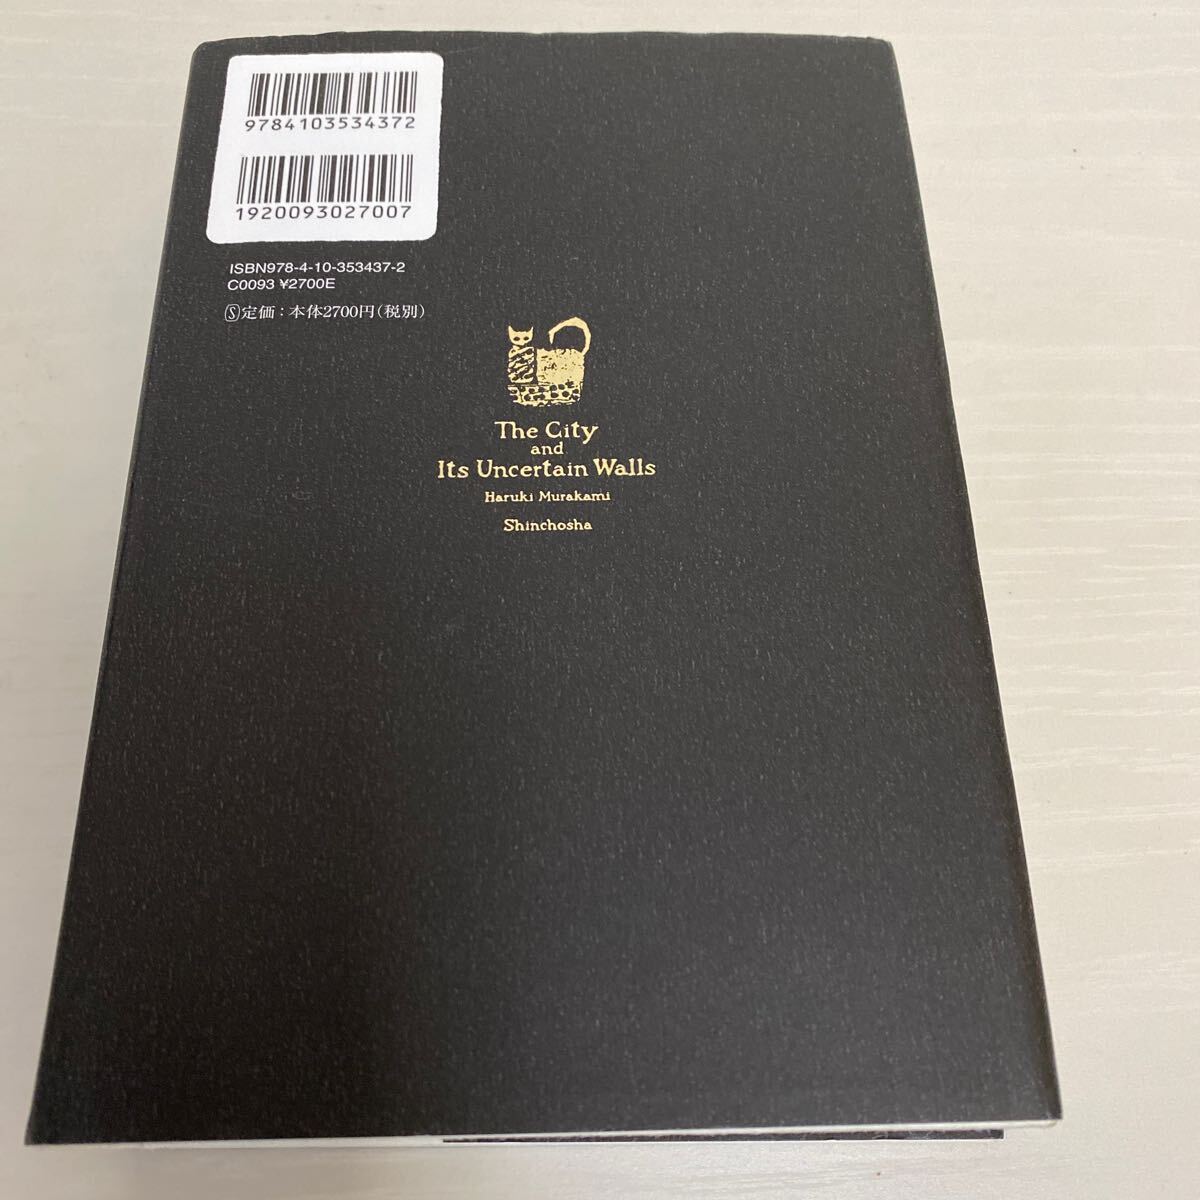 9784103534372
1920093027007
ISBN978-4-10-353437-2
C0093 ¥2700E
Ⓢ定価：本体2700円（税別）
The City
and
Its Uncertain Walls
Haruki Murakami
Shinchosha